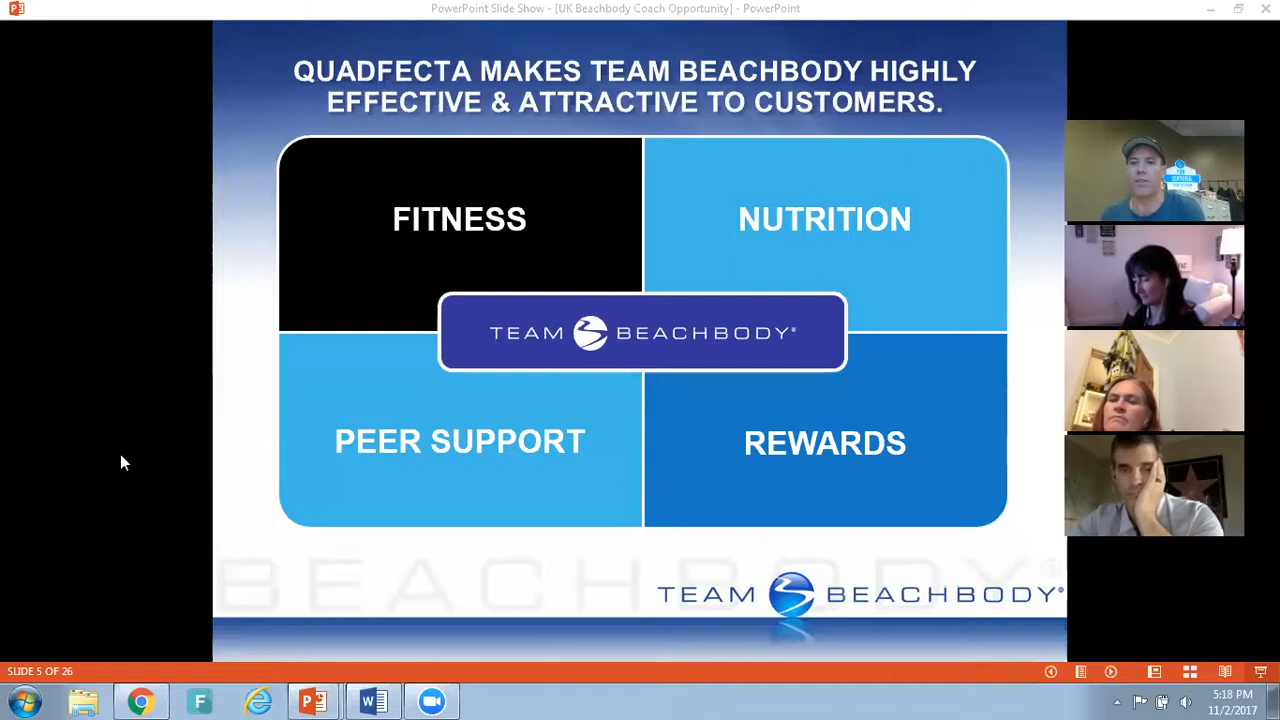 PowerPoint Slide Show - [UK Beachbody Coach Opportunity] - PowerPoint
QUADFECTA MAKES TEAM BEACHBODY HIGHLY
EFFECTIVE & ATTRACTIVE TO CUSTOMERS.
FITNESS
NUTRITION
TEAM BEACHBODY®
PEER SUPPORT
REWARDS
BEACHBODY
TEAM BEACHBODY®
SLIDE 5 OF 26
5:18 PM
11/2/2017